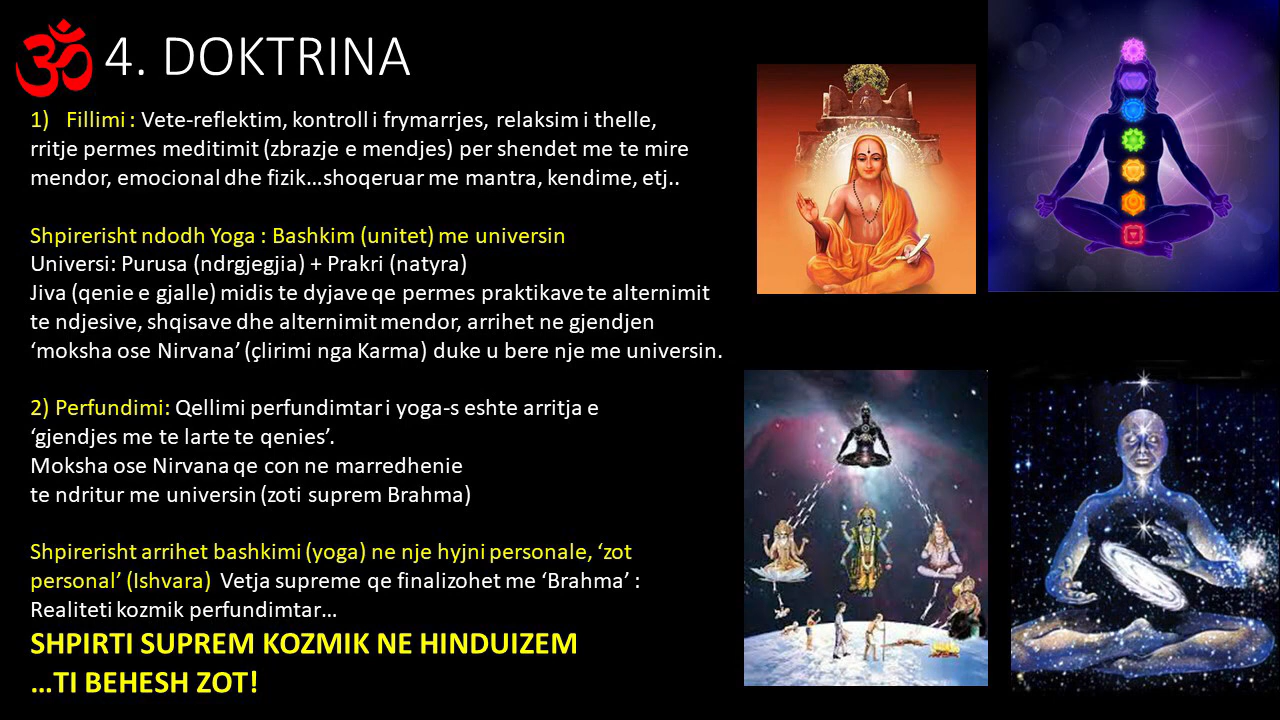 ॐ 4. DOKTRINA
1) Fillimi : Vete-reflektim, kontroll i frymarrjes, relaksim i thelle,
rritje permes meditimit (zbrazje e mendjes) per shendet me te mire
mendor, emocional dhe fizik…shoqeruar me mantra, kendime, etj..
Shpirerisht ndodh Yoga : Bashkim (unitet) me universin
Universi: Purusa (ndrgjegjia) + Prakri (natyra)
Jiva (qenie e gjalle) midis te dyjave qe permes praktikave te alternimit
te ndjesive, shqisave dhe alternimit mendor, arrihet ne gjendjen
‘moksha ose Nirvana’ (çlirimi nga Karma) duke u bere nje me universin.
2) Perfundimi: Qellimi perfundimtar i yoga-s eshte arritja e
‘gjendjes me te larte te qenies’.
Moksha ose Nirvana qe con ne marredhenie
te ndritur me universin (zoti suprem Brahma)
Shpirerisht arrihet bashkimi (yoga) ne nje hyjni personale, ‘zot
personal’ (Ishvara) Vetja supreme qe finalizohet me ‘Brahma’ :
Realiteti kozmik perfundimtar…
SHPIRTI SUPREM KOZMIK NE HINDUIZEM
…TI BEHESH ZOT!